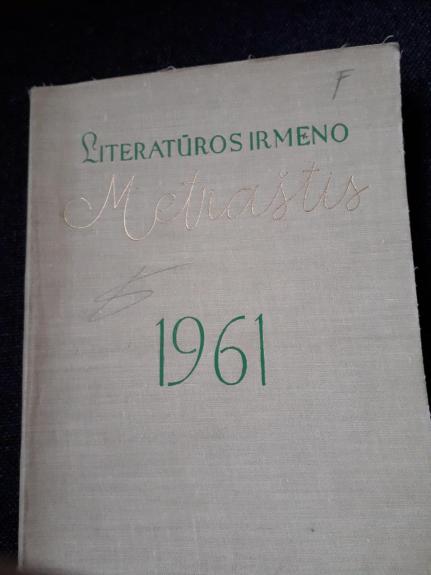 F
LITERATŪROS IR MENO
Metraštis
1961